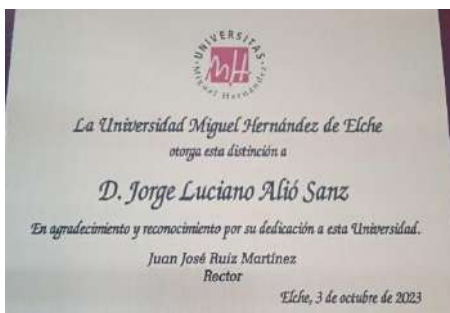 UNIVERSITAS
Miguel Hernández
mH
La Universidad Miguel Hernández de Elche
otorga esta distinción a
D. Jorge Luciano Alió Sanz
En agradecimiento y reconocimiento por su dedicación a esta Universidad.
Juan José Ruiz Martínez
Rector
Elche, 3 de octubre de 2023